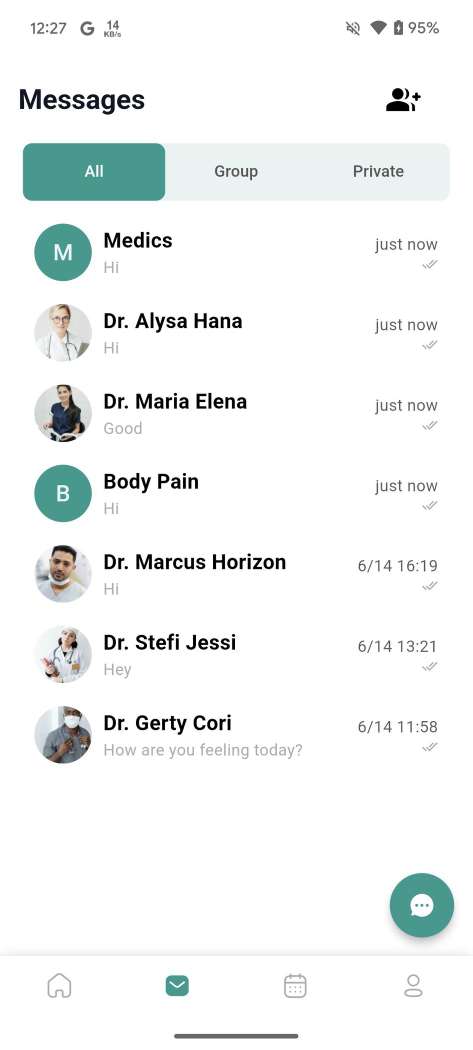 12:27 G 14 KB/s 95%
Messages
All Group Private
M Medics just now
Hi
Dr. Alysa Hana just now
Hi
Dr. Maria Elena just now
Good
B Body Pain just now
Hi
Dr. Marcus Horizon 6/14 16:19
Hi
Dr. Stefi Jessi 6/14 13:21
Hey
Dr. Gerty Cori 6/14 11:58
How are you feeling today?